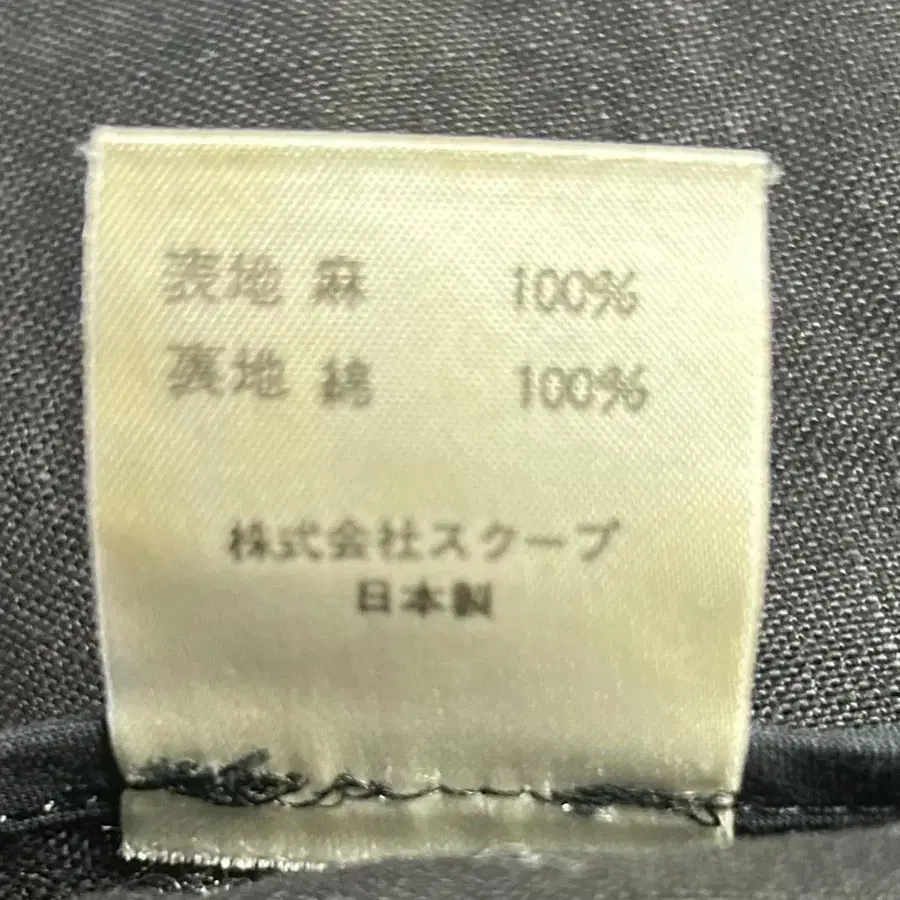 表地 麻 100%
裏地 綿 100%
株式会社スクープ
日本製